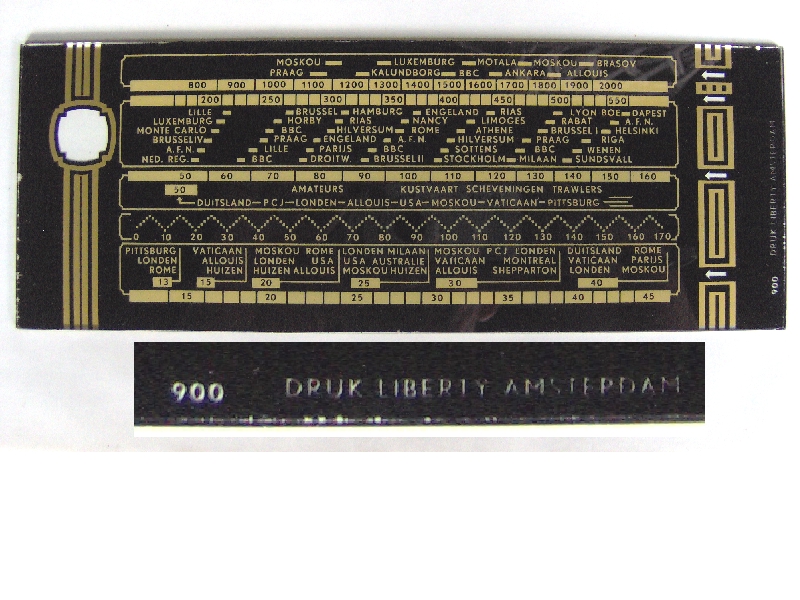 MOSKOU LUXEMBURG MOTALA MOSKOU BRASOV
PRAAG KALUNDBORG BBC ANKARA ALLOUIS
800 900 1000 1100 1200 1300 1400 1500 1600 1700 1800 1900 2000
200 250 300 350 400 450 500 550
LILLE BRUSSEL HAMBURG ENGELAND RIAS LYON BOEDAPEST
LUXEMBURG HORBY RIAS NANCY LIMOGES RABAT A.F.N.
MONTE CARLO BBC HILVERSUM ROME ATHENE BRUSSEL I HELSINKI
BRUSSEL IV PRAAG ENGELAND A.F.N. HILVERSUM PRAAG RIGA
A.F.N. LILLE PARIJS BBC SOTTENS BBC WENEN
NED. REG. BBC DROITW. BRUSSEL II STOCKHOLM MILAAN SUNDSVALL
50 60 70 80 90 100 110 120 130 140 150 160
50 AMATEURS KUSTVAART SCHEVENINGEN TRAWLERS
DUITSLAND-PCJ-LONDEN-ALLOUIS-USA-MOSKOU-VATICAAN-PITTSBURG
0 10 20 30 40 50 60 70 80 90 100 110 120 130 140 150 160 170
PITTSBURG VATICAAN MOSKOU ROME LONDEN MILAAN MOSKOU PCJ LONDEN DUITSLAND ROME
LONDEN ALLOUIS LONDEN USA USA AUSTRALIE VATICAAN MONTREAL VATICAAN PARIJS
ROME HUIZEN HUIZEN ALLOUIS MOSKOU HUIZEN ALLOUIS SHEPPARTON LONDEN MOSKOU
13 15 20 25 30 40
15 20 25 30 35 40 45
900 DRUK LIBERTY AMSTERDAM
900 DRUK LIBERTY AMSTERDAM